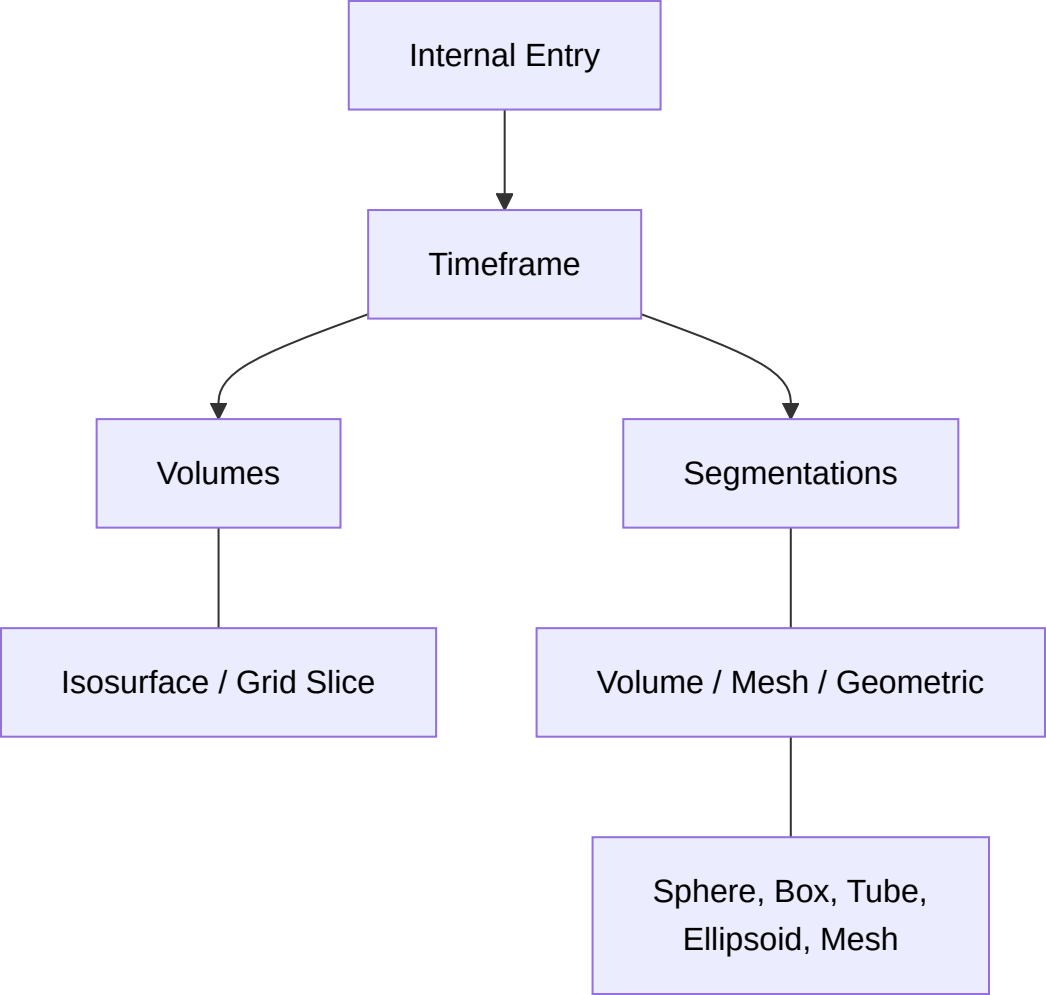 Internal Entry
Timeframe
Volumes
Segmentations
Isosurface / Grid Slice
Volume / Mesh / Geometric
Sphere, Box, Tube,
Ellipsoid, Mesh